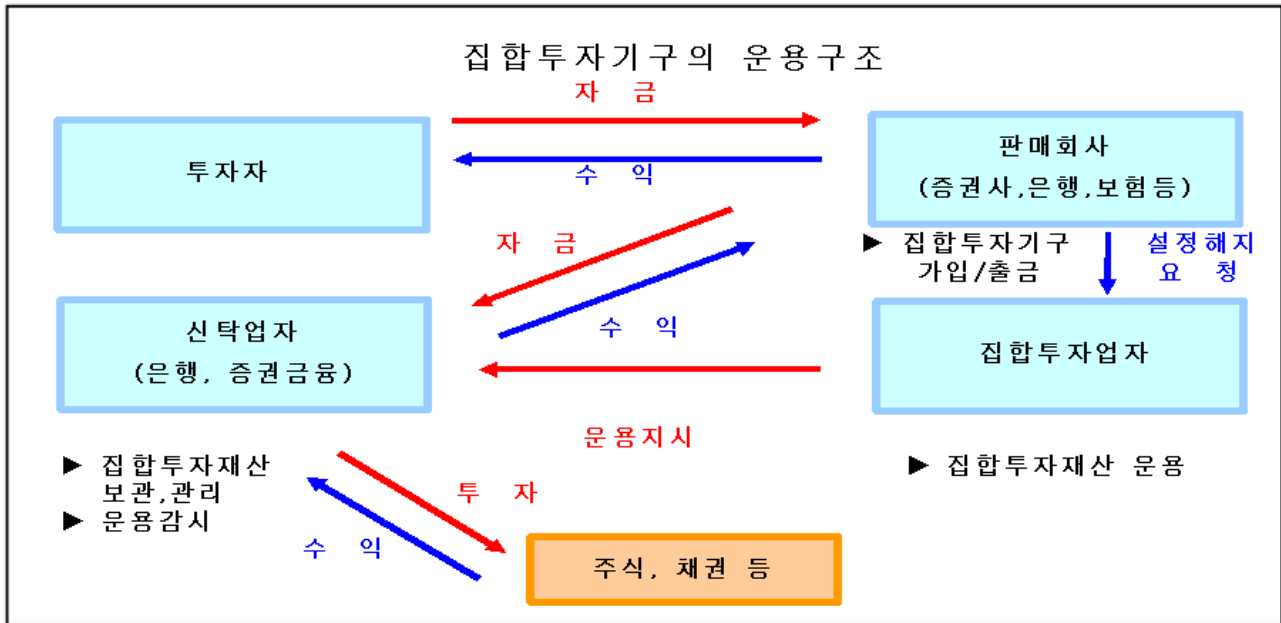 집합투자기구의 운용구조
자 금
투자자
수 익
판매회사
(증권사,은행,보험등)
자 금
▶ 집합투자기구
가입/출금
설정해지
요 청
신탁업자
(은행, 증권금융)
수 익
집합투자업자
운용지시
▶ 집합투자재산
보관,관리
▶ 운용감시
▶ 집합투자재산 운용
투 자
수 익
주식, 채권 등